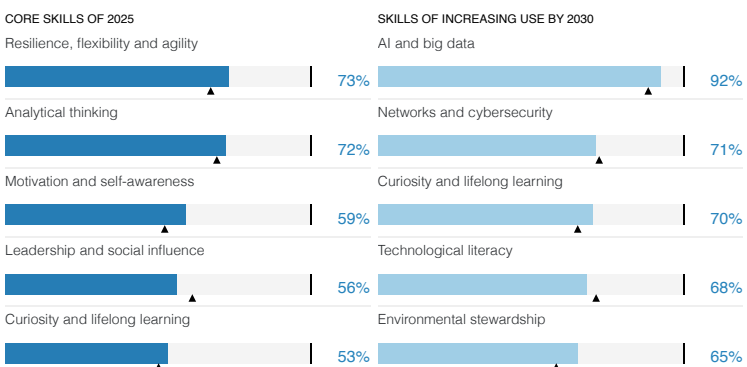 CORE SKILLS OF 2025
Resilience, flexibility and agility
73%
Analytical thinking
72%
Motivation and self-awareness
59%
Leadership and social influence
56%
Curiosity and lifelong learning
53%
SKILLS OF INCREASING USE BY 2030
AI and big data
92%
Networks and cybersecurity
71%
Curiosity and lifelong learning
70%
Technological literacy
68%
Environmental stewardship
65%